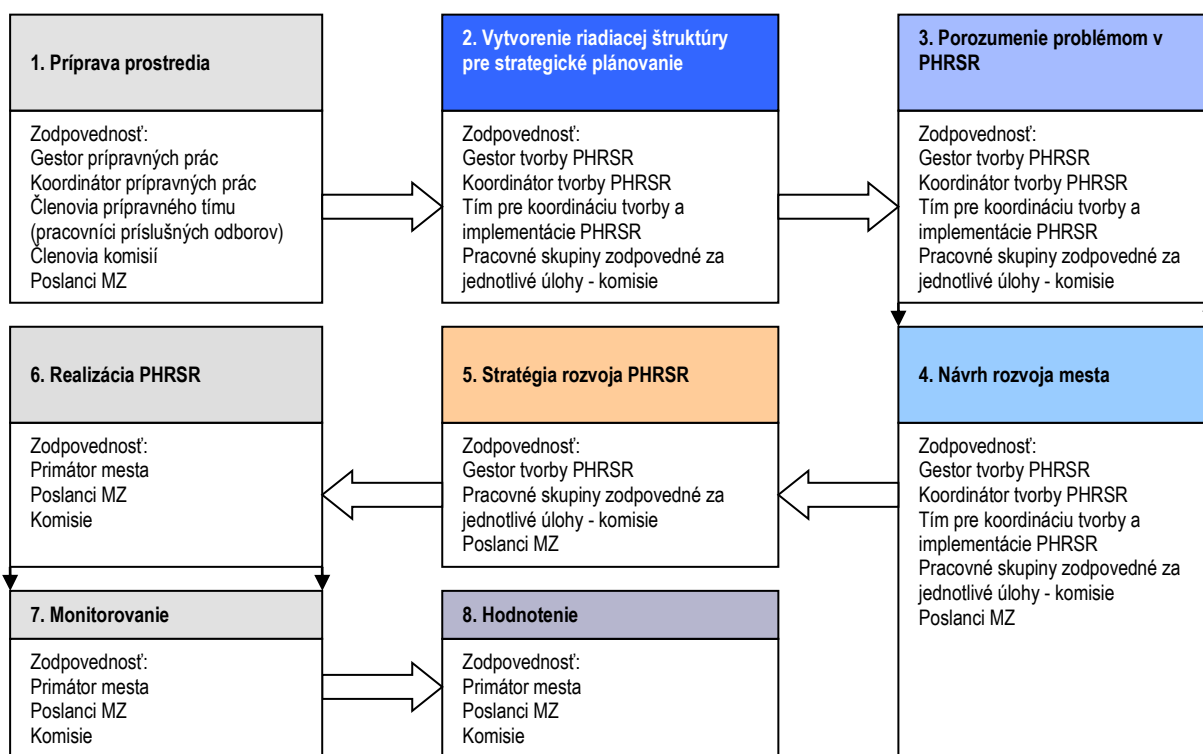 1. Príprava prostredia
Zodpovednosť:
Gestor prípravných prác
Koordinátor prípravných prác
Členovia prípravného tímu
(pracovníci príslušných odborov)
Členovia komisií
Poslanci MZ
2. Vytvorenie riadiacej štruktúry
pre strategické plánovanie
Zodpovednosť:
Gestor tvorby PHRSR
Koordinátor tvorby PHRSR
Tím pre koordináciu tvorby a
implementácie PHRSR
Pracovné skupiny zodpovedné za
jednotlivé úlohy - komisie
3. Porozumenie problémom v
PHRSR
Zodpovednosť:
Gestor tvorby PHRSR
Koordinátor tvorby PHRSR
Tím pre koordináciu tvorby a
implementácie PHRSR
Pracovné skupiny zodpovedné za
jednotlivé úlohy - komisie
4. Návrh rozvoja mesta
Zodpovednosť:
Gestor tvorby PHRSR
Koordinátor tvorby PHRSR
Tím pre koordináciu tvorby a
implementácie PHRSR
Pracovné skupiny zodpovedné za
jednotlivé úlohy - komisie
Poslanci MZ
5. Stratégia rozvoja PHRSR
Zodpovednosť:
Gestor tvorby PHRSR
Pracovné skupiny zodpovedné za
jednotlivé úlohy - komisie
Poslanci MZ
6. Realizácia PHRSR
Zodpovednosť:
Primátor mesta
Poslanci MZ
Komisie
7. Monitorovanie
Zodpovednosť:
Primátor mesta
Poslanci MZ
Komisie
8. Hodnotenie
Zodpovednosť:
Primátor mesta
Poslanci MZ
Komisie